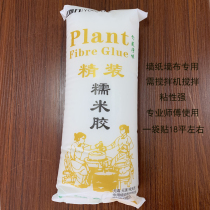 Plant
Fibre Glue
精装
糯米胶
墙纸墙布专用
需搅拌机搅拌
粘性强
专业师傅使用
一袋贴18平左右